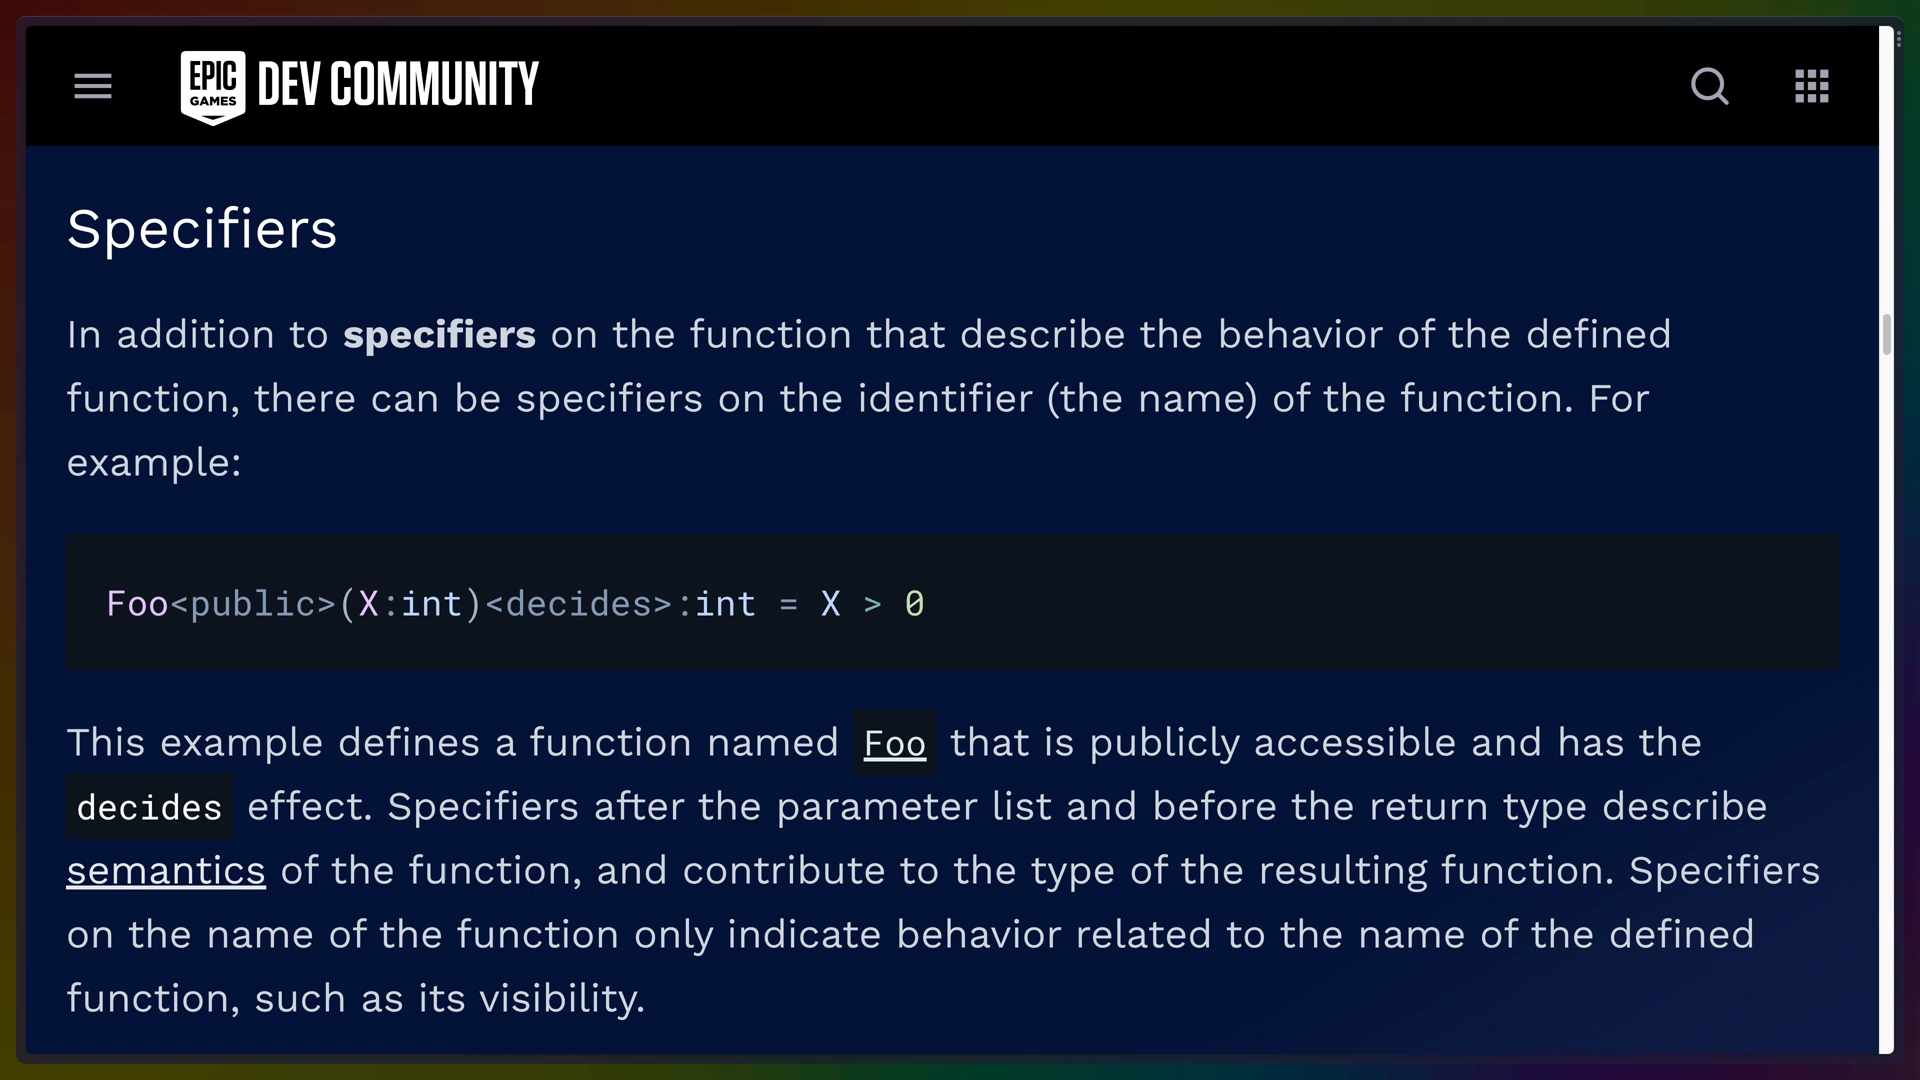 EPIC GAMES DEV COMMUNITY
Specifiers
In addition to specifiers on the function that describe the behavior of the defined
function, there can be specifiers on the identifier (the name) of the function. For
example:
Foo<public>(X:int)<decides>:int = X > 0
This example defines a function named Foo that is publicly accessible and has the
decides effect. Specifiers after the parameter list and before the return type describe
semantics of the function, and contribute to the type of the resulting function. Specifiers
on the name of the function only indicate behavior related to the name of the defined
function, such as its visibility.